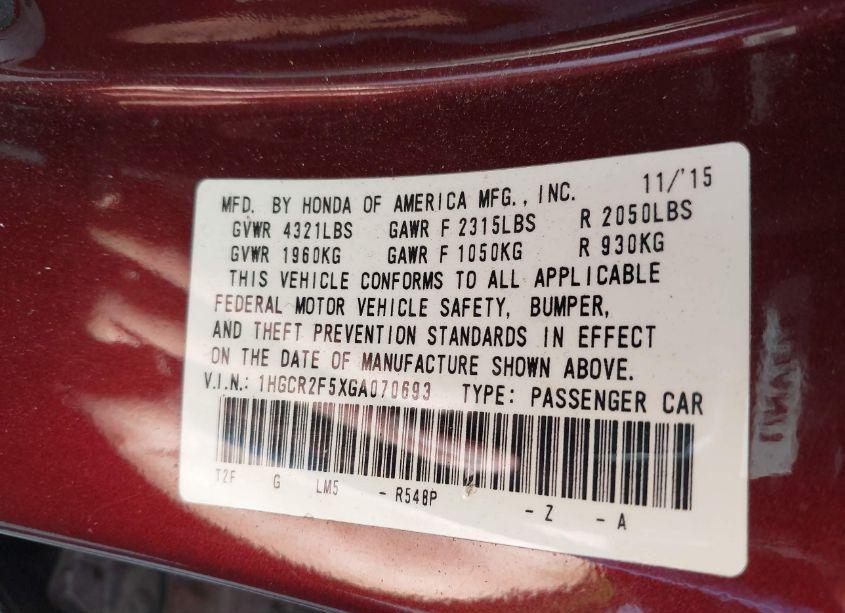 11/'15
MFD. BY HONDA OF AMERICA MFG., INC.
GVWR 4321LBS GAWR F 2315LBS R 2050LBS
GVWR 1960KG GAWR F 1050KG R 930KG
THIS VEHICLE CONFORMS TO ALL APPLICABLE
FEDERAL MOTOR VEHICLE SAFETY, BUMPER,
AND THEFT PREVENTION STANDARDS IN EFFECT
ON THE DATE OF MANUFACTURE SHOWN ABOVE.
V.I.N.: 1HGCR2F5XGA070693 TYPE: PASSENGER CAR
T2F G LM5 - R548P - Z - A